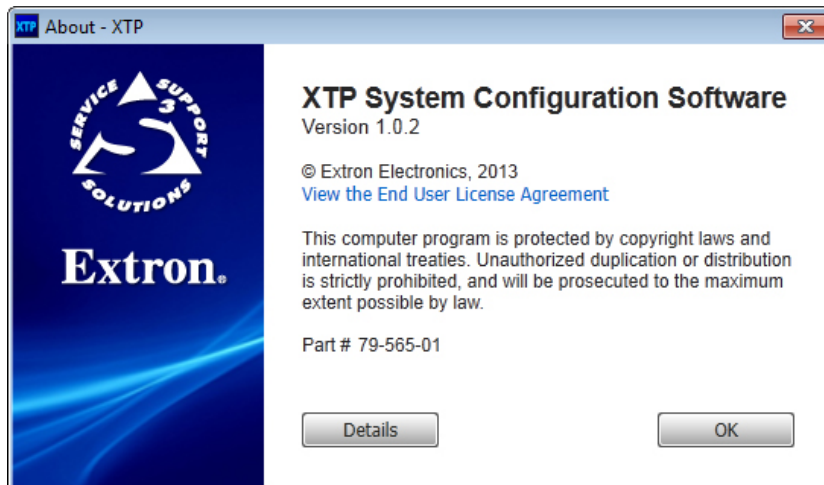 XTP About - XTP
SERVICE SUPPORT SOLUTIONS
3
S
Extron®
XTP System Configuration Software
Version 1.0.2
© Extron Electronics, 2013
View the End User License Agreement
This computer program is protected by copyright laws and
international treaties. Unauthorized duplication or distribution
is strictly prohibited, and will be prosecuted to the maximum
extent possible by law.
Part # 79-565-01
Details
OK